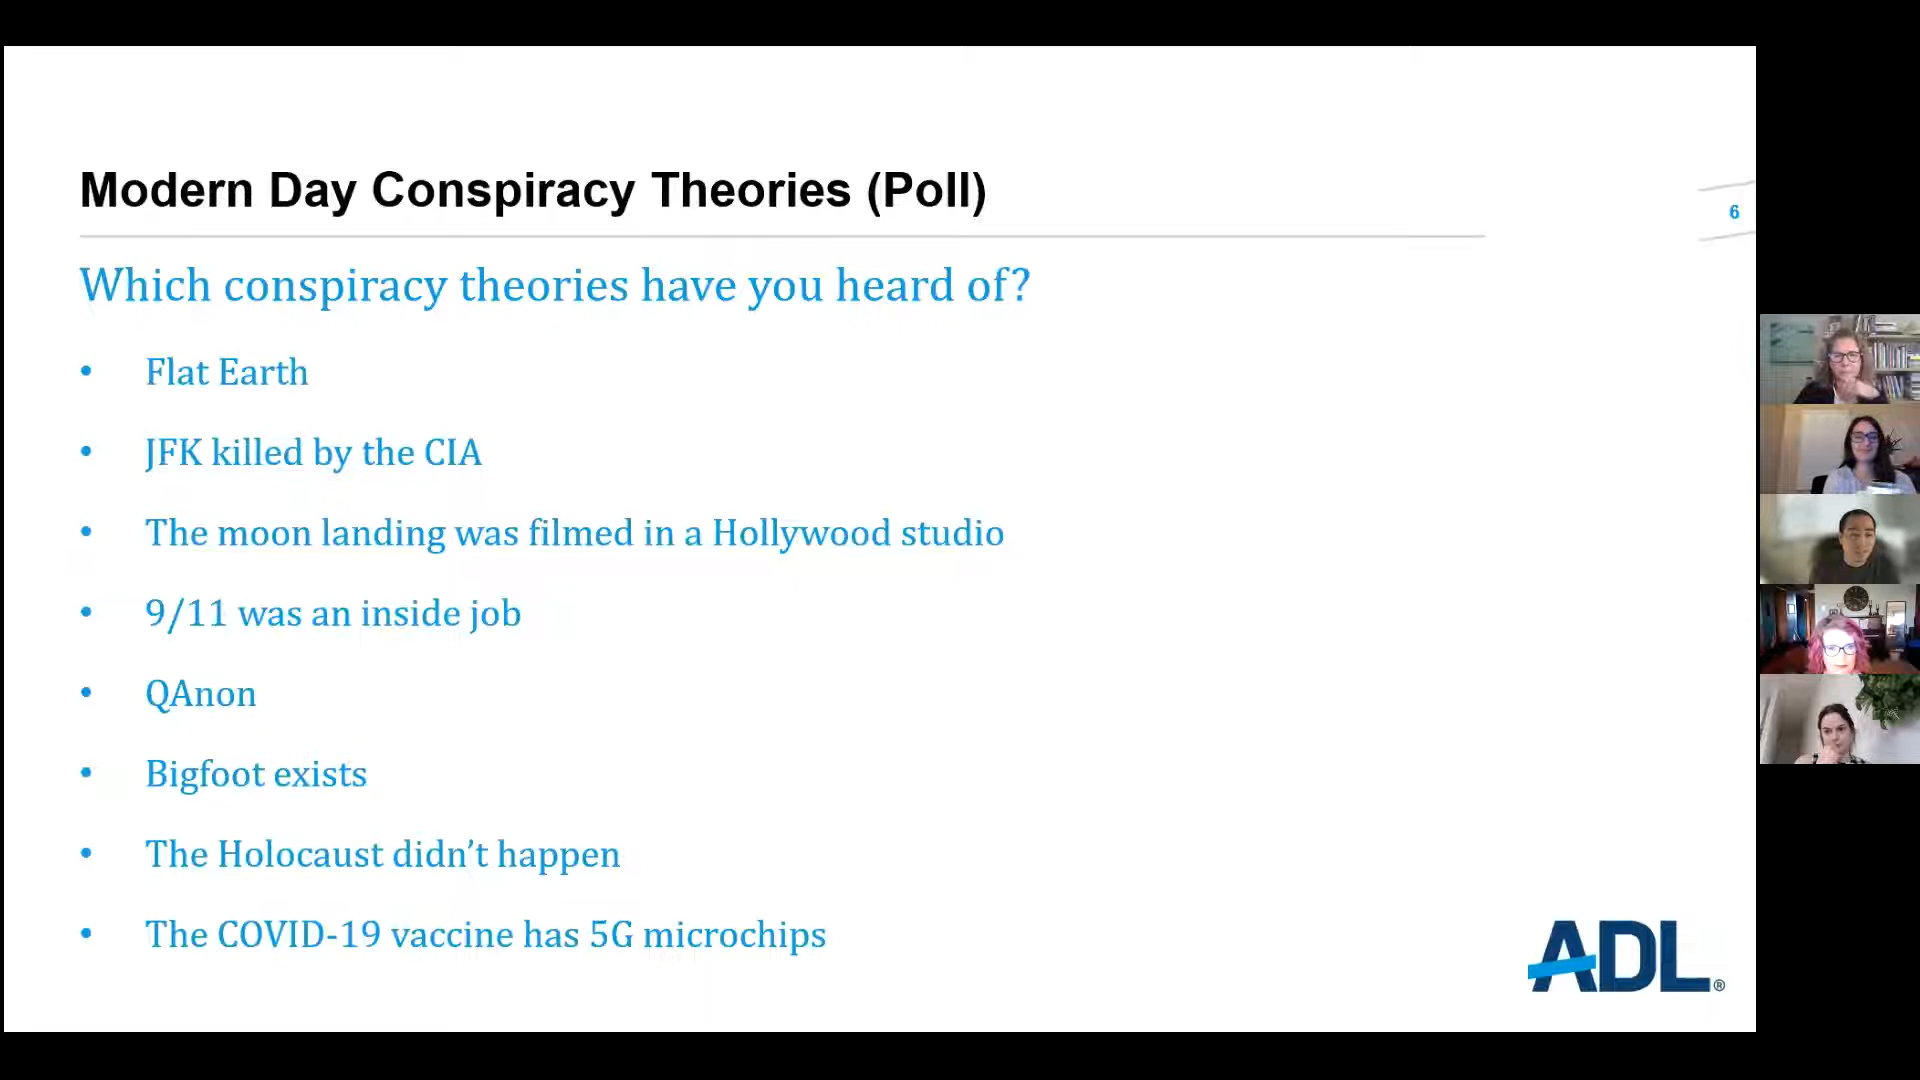 Modern Day Conspiracy Theories (Poll)
6
Which conspiracy theories have you heard of?
• Flat Earth
• JFK killed by the CIA
• The moon landing was filmed in a Hollywood studio
• 9/11 was an inside job
• QAnon
• Bigfoot exists
• The Holocaust didn’t happen
• The COVID-19 vaccine has 5G microchips
ADL®